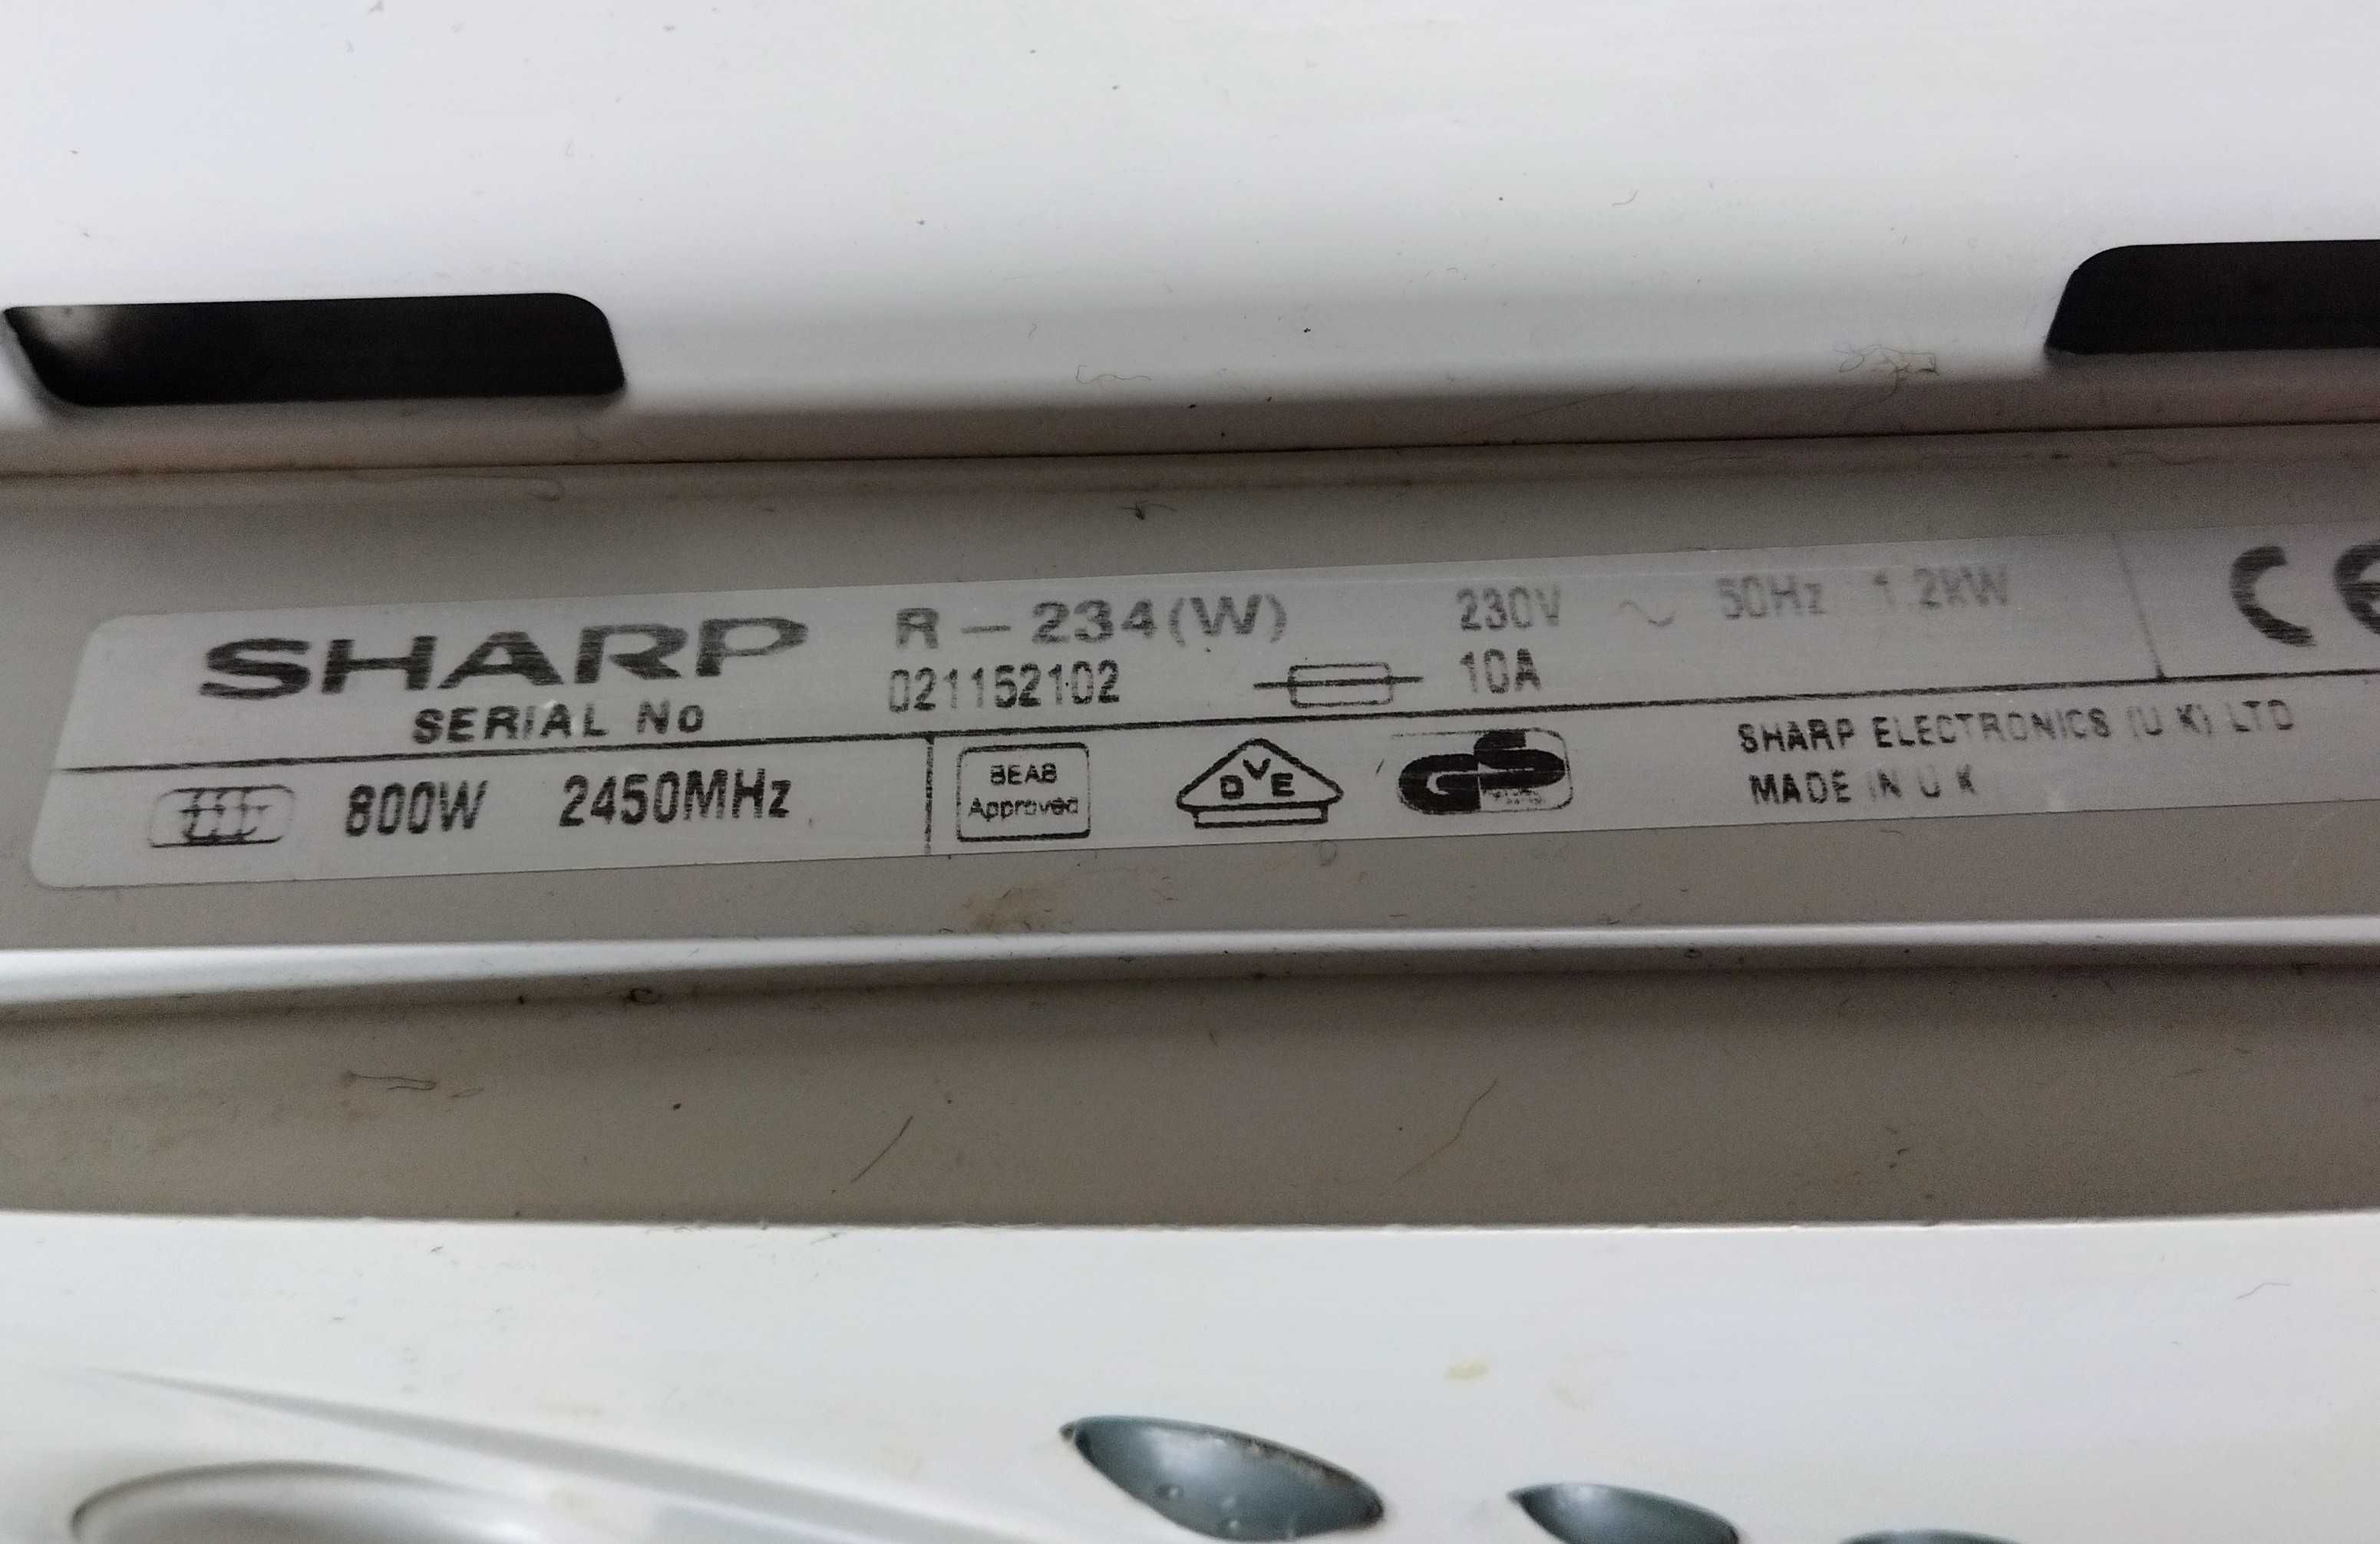 SHARP R-234(W) 230V ~ 50Hz 1.2kW CE
SERIAL No 021152102 10A
800W 2450MHz
BEAB
Approved
DVE
GS
SHARP ELECTRONICS (U.K) LTD
MADE IN U.K